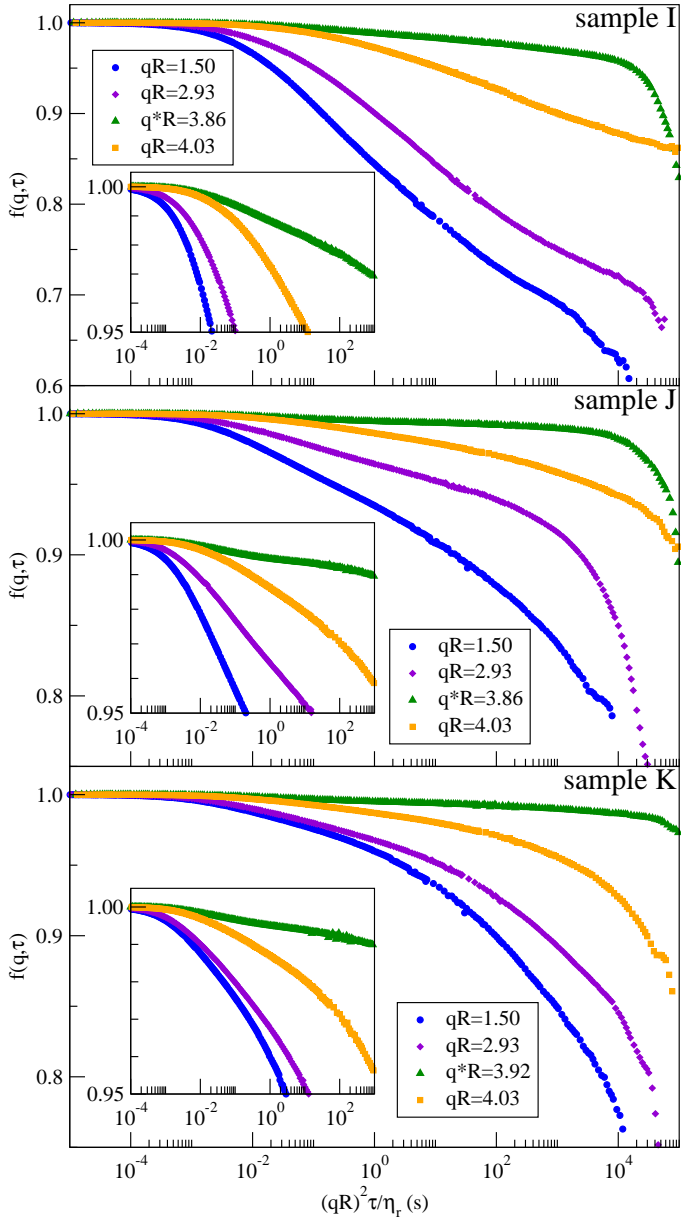 sample I
1.0
0.9
0.8
0.7
0.6
f(q,τ)
qR=1.50
qR=2.93
q*R=3.86
qR=4.03
1.00
0.95
10^-4
10^-2
10^0
10^2
sample J
1.0
0.9
0.8
f(q,τ)
1.00
0.95
10^-4
10^-2
10^0
10^2
qR=1.50
qR=2.93
q*R=3.86
qR=4.03
sample K
1.0
0.9
0.8
f(q,τ)
1.00
0.95
10^-4
10^-2
10^0
10^2
qR=1.50
qR=2.93
q*R=3.92
qR=4.03
10^-4
10^-2
10^0
10^2
10^4
(qR)^2 τ/η_r (s)